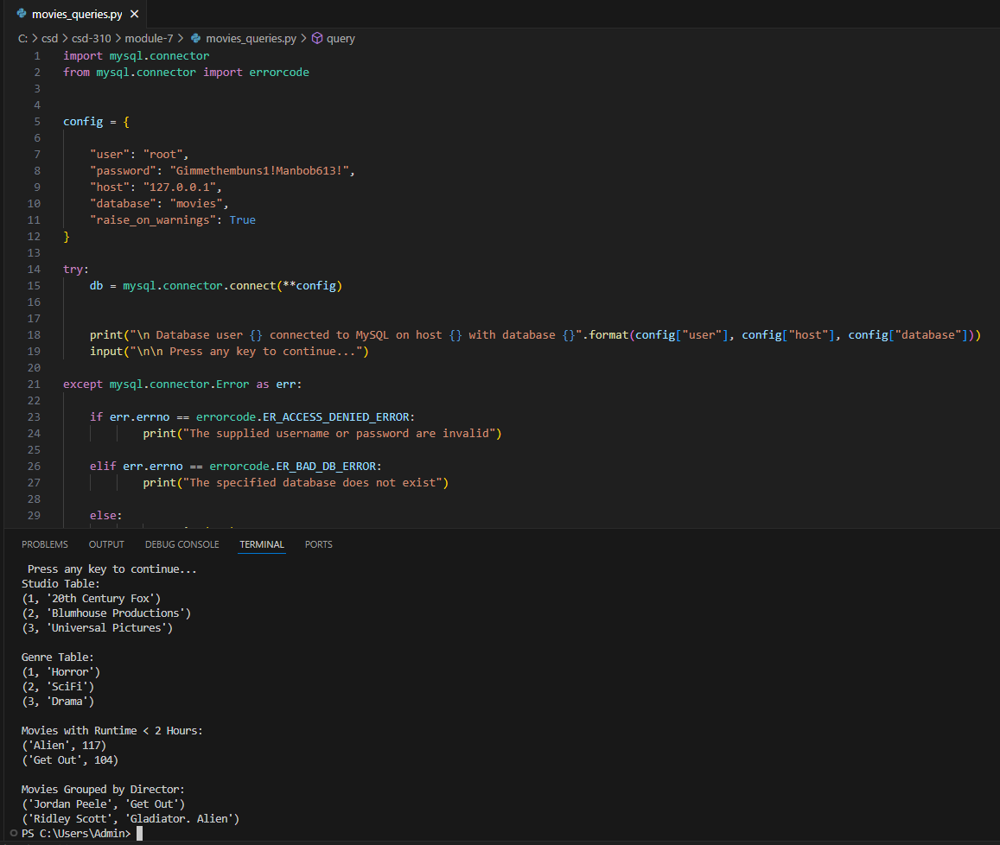 movies_queries.py ×
C: > csd > csd-310 > module-7 > movies_queries.py > query
1 import mysql.connector
2 from mysql.connector import errorcode
3
4
5 config = {
6
7 "user": "root",
8 "password": "Gimmethembuns1!Manbob613!",
9 "host": "127.0.0.1",
10 "database": "movies",
11 "raise_on_warnings": True
12 }
13
14 try:
15 db = mysql.connector.connect(**config)
16
17
18 print("\n Database user {} connected to MySQL on host {} with database {}".format(config["user"], config["host"], config["database"]))
19 input("\n\n Press any key to continue...")
20
21 except mysql.connector.Error as err:
22
23 if err.errno == errorcode.ER_ACCESS_DENIED_ERROR:
24 print("The supplied username or password are invalid")
25
26 elif err.errno == errorcode.ER_BAD_DB_ERROR:
27 print("The specified database does not exist")
28
29 else:
PROBLEMS OUTPUT DEBUG CONSOLE TERMINAL PORTS
Press any key to continue...
Studio Table:
(1, '20th Century Fox')
(2, 'Blumhouse Productions')
(3, 'Universal Pictures')
Genre Table:
(1, 'Horror')
(2, 'SciFi')
(3, 'Drama')
Movies with Runtime < 2 Hours:
('Alien', 117)
('Get Out', 104)
Movies Grouped by Director:
('Jordan Peele', 'Get Out')
('Ridley Scott', 'Gladiator. Alien')
PS C:\Users\Admin>